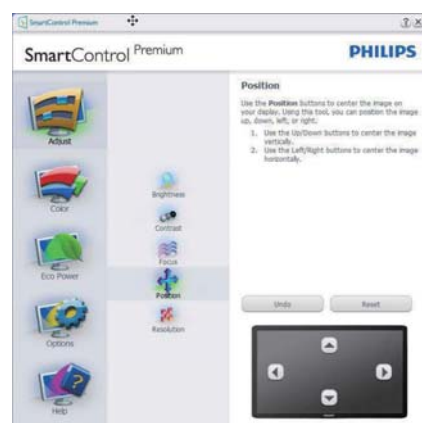 SmartControl Premium
SmartControl Premium
PHILIPS
Adjust
Color
Eco Power
Options
Help
Brightness
Contrast
Focus
Position
Resolution
Position
Use the Position buttons to center the image on
your display. Using this tool, you can position the image
up, down, left, or right.
1. Use the Up/Down buttons to center the image
vertically.
2. Use the Left/Right buttons to center the image
horizontally.
Undo
Reset